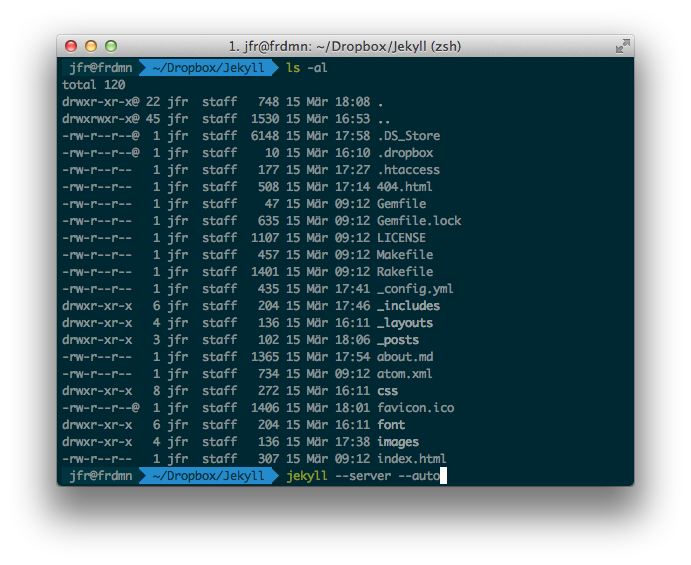 1. jfr@frdmn: ~/Dropbox/Jekyll (zsh)
jfr@frdmn ~/Dropbox/Jekyll ls -al
total 120
drwxr-xr-x@ 22 jfr staff 748 15 Mär 18:08 .
drwxrwxr-x@ 45 jfr staff 1530 15 Mär 16:53 ..
-rw-r--r--@ 1 jfr staff 6148 15 Mär 17:58 .DS_Store
-rw-r--r--@ 1 jfr staff 10 15 Mär 16:10 .dropbox
-rw-r--r-- 1 jfr staff 177 15 Mär 17:27 .htaccess
-rw-r--r-- 1 jfr staff 508 15 Mär 17:14 404.html
-rw-r--r-- 1 jfr staff 47 15 Mär 09:12 Gemfile
-rw-r--r-- 1 jfr staff 635 15 Mär 09:12 Gemfile.lock
-rw-r--r-- 1 jfr staff 1107 15 Mär 09:12 LICENSE
-rw-r--r-- 1 jfr staff 457 15 Mär 09:12 Makefile
-rw-r--r-- 1 jfr staff 1401 15 Mär 09:12 Rakefile
-rw-r--r-- 1 jfr staff 435 15 Mär 17:41 _config.yml
drwxr-xr-x 6 jfr staff 204 15 Mär 17:46 _includes
drwxr-xr-x 4 jfr staff 136 15 Mär 16:11 _layouts
drwxr-xr-x 3 jfr staff 102 15 Mär 18:06 _posts
-rw-r--r-- 1 jfr staff 1365 15 Mär 17:54 about.md
-rw-r--r-- 1 jfr staff 734 15 Mär 09:12 atom.xml
drwxr-xr-x 8 jfr staff 272 15 Mär 16:11 css
-rw-r--r--@ 1 jfr staff 1406 15 Mär 18:01 favicon.ico
drwxr-xr-x 6 jfr staff 204 15 Mär 16:11 font
drwxr-xr-x 4 jfr staff 136 15 Mär 17:38 images
-rw-r--r-- 1 jfr staff 307 15 Mär 09:12 index.html
jfr@frdmn ~/Dropbox/Jekyll jekyll --server --auto